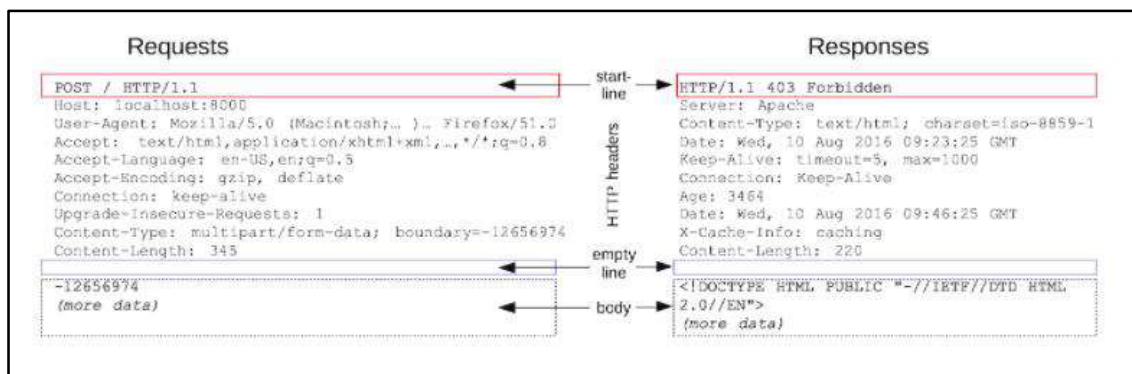 Requests
POST / HTTP/1.1
Host: localhost:8000
User-Agent: Mozilla/5.0 (Macintosh;… )… Firefox/51.0
Accept: text/html,application/xhtml+xml,…,*/*;q=0.8
Accept-Language: en-US,en;q=0.5
Accept-Encoding: gzip, deflate
Connection: keep-alive
Upgrade-Insecure-Requests: 1
Content-Type: multipart/form-data; boundary=-12656974
Content-Length: 345
-12656974
(more data)
start-
line
HTTP headers
empty
line
body
Responses
HTTP/1.1 403 Forbidden
Server: Apache
Content-Type: text/html; charset=iso-8859-1
Date: Wed, 10 Aug 2016 09:23:25 GMT
Keep-Alive: timeout=5, max=1000
Connection: Keep-Alive
Age: 3464
Date: Wed, 10 Aug 2016 09:46:25 GMT
X-Cache-Info: caching
Content-Length: 220
<!DOCTYPE HTML PUBLIC "-//IETF//DTD HTML
2.0//EN">
(more data)